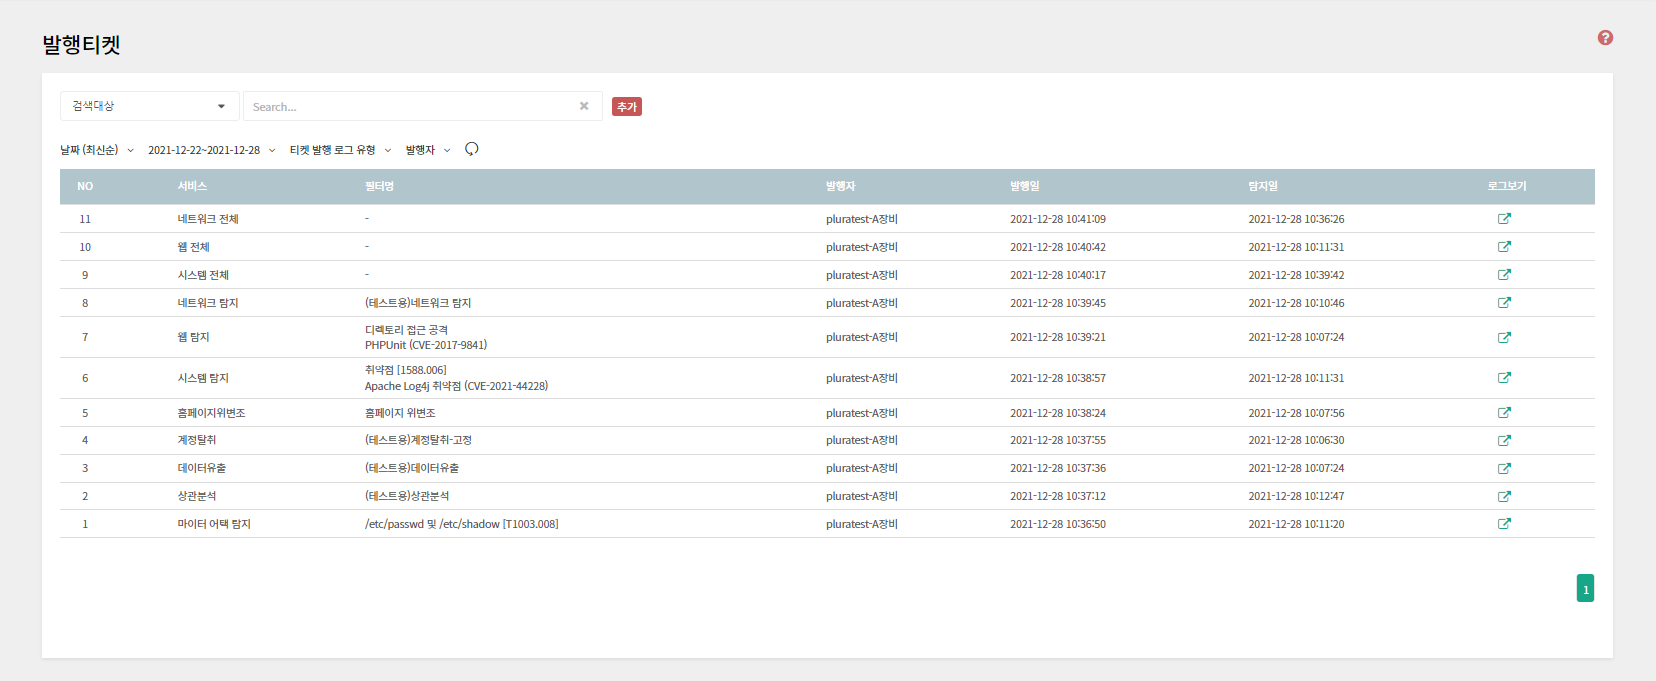 발행티켓
?
검색대상 Search... 추가
날짜 (최신순) 2021-12-22~2021-12-28 티켓 발행 로그 유형 발행자
NO 서비스 필터명 발행자 발행일 탐지일 로그보기
11 네트워크 전체 - pluratest-A장비 2021-12-28 10:41:09 2021-12-28 10:36:26
10 웹 전체 - pluratest-A장비 2021-12-28 10:40:42 2021-12-28 10:11:31
9 시스템 전체 - pluratest-A장비 2021-12-28 10:40:17 2021-12-28 10:39:42
8 네트워크 탐지 (테스트용)네트워크 탐지 pluratest-A장비 2021-12-28 10:39:45 2021-12-28 10:10:46
디렉토리 접근 공격
7 웹 탐지 pluratest-A장비 2021-12-28 10:39:21 2021-12-28 10:07:24
PHPUnit (CVE-2017-9841)
취약점 [1588.006]
6 시스템 탐지 pluratest-A장비 2021-12-28 10:38:57 2021-12-28 10:11:31
Apache Log4j 취약점 (CVE-2021-44228)
5 홈페이지위변조 홈페이지 위변조 pluratest-A장비 2021-12-28 10:38:24 2021-12-28 10:07:56
4 계정탈취 (테스트용)계정탈취-고정 pluratest-A장비 2021-12-28 10:37:55 2021-12-28 10:06:30
3 데이터유출 (테스트용)데이터유출 pluratest-A장비 2021-12-28 10:37:36 2021-12-28 10:07:24
2 상관분석 (테스트용)상관분석 pluratest-A장비 2021-12-28 10:37:12 2021-12-28 10:12:47
1 마이터 어택 탐지 /etc/passwd 및 /etc/shadow [T1003.008] pluratest-A장비 2021-12-28 10:36:50 2021-12-28 10:11:20
1